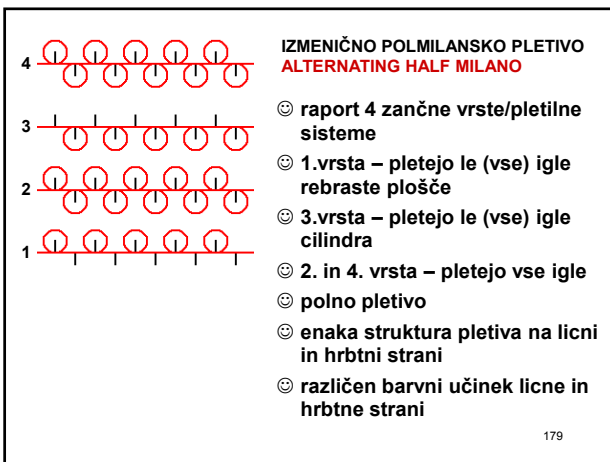 IZMENIČNO POLMILANSKO PLETIVO
ALTERNATING HALF MILANO
☺ raport 4 zančne vrste/pletilne
sisteme
☺ 1.vrsta – pletejo le (vse) igle
rebraste plošče
☺ 3.vrsta – pletejo le (vse) igle
cilindra
☺ 2. in 4. vrsta – pletejo vse igle
☺ polno pletivo
☺ enaka struktura pletiva na licni
in hrbtni strani
☺ različen barvni učinek licne in
hrbtne strani
4
3
2
1
179